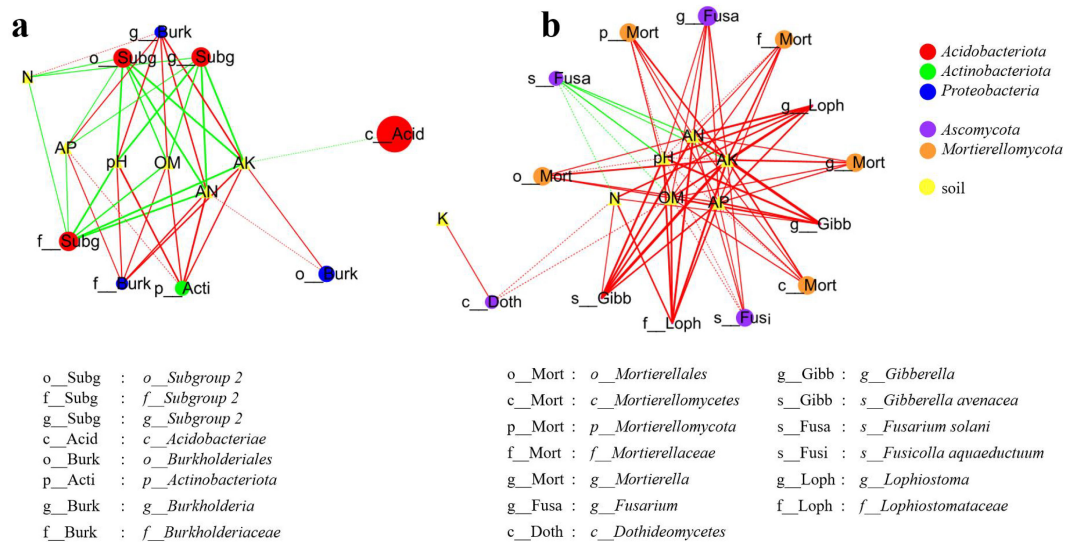 a
g__Burk
o__Subg
g__Subg
N
AP
pH
OM
AK
AN
c__Acid
f__Subg
f__Burk
p__Acti
o__Burk
b
g__Fusa
p__Mort
f__Mort
s__Fusa
g__Loph
AN
pH
AK
g__Mort
o__Mort
N
OM
AP
g__Gibb
K
c__Doth
s__Gibb
f__Loph
s__Fusi
c__Mort
Acidobacteriota
Actinobacteriota
Proteobacteria
Ascomycota
Mortierellomycota
soil
o__Subg : o__Subgroup 2
f__Subg : f__Subgroup 2
g__Subg : g__Subgroup 2
c__Acid : c__Acidobacteriae
o__Burk : o__Burkholderiales
p__Acti : p__Actinobacteriota
g__Burk : g__Burkholderia
f__Burk : f__Burkholderiaceae
o__Mort : o__Mortierellales
c__Mort : c__Mortierellomycetes
p__Mort : p__Mortierellomycota
f__Mort : f__Mortierellaceae
g__Mort : g__Mortierella
g__Fusa : g__Fusarium
c__Doth : c__Dothideomycetes
g__Gibb : g__Gibberella
s__Gibb : s__Gibberella avenacea
s__Fusa : s__Fusarium solani
s__Fusi : s__Fusicolla aquaeductuum
g__Loph : g__Lophiostoma
f__Loph : f__Lophiostomataceae